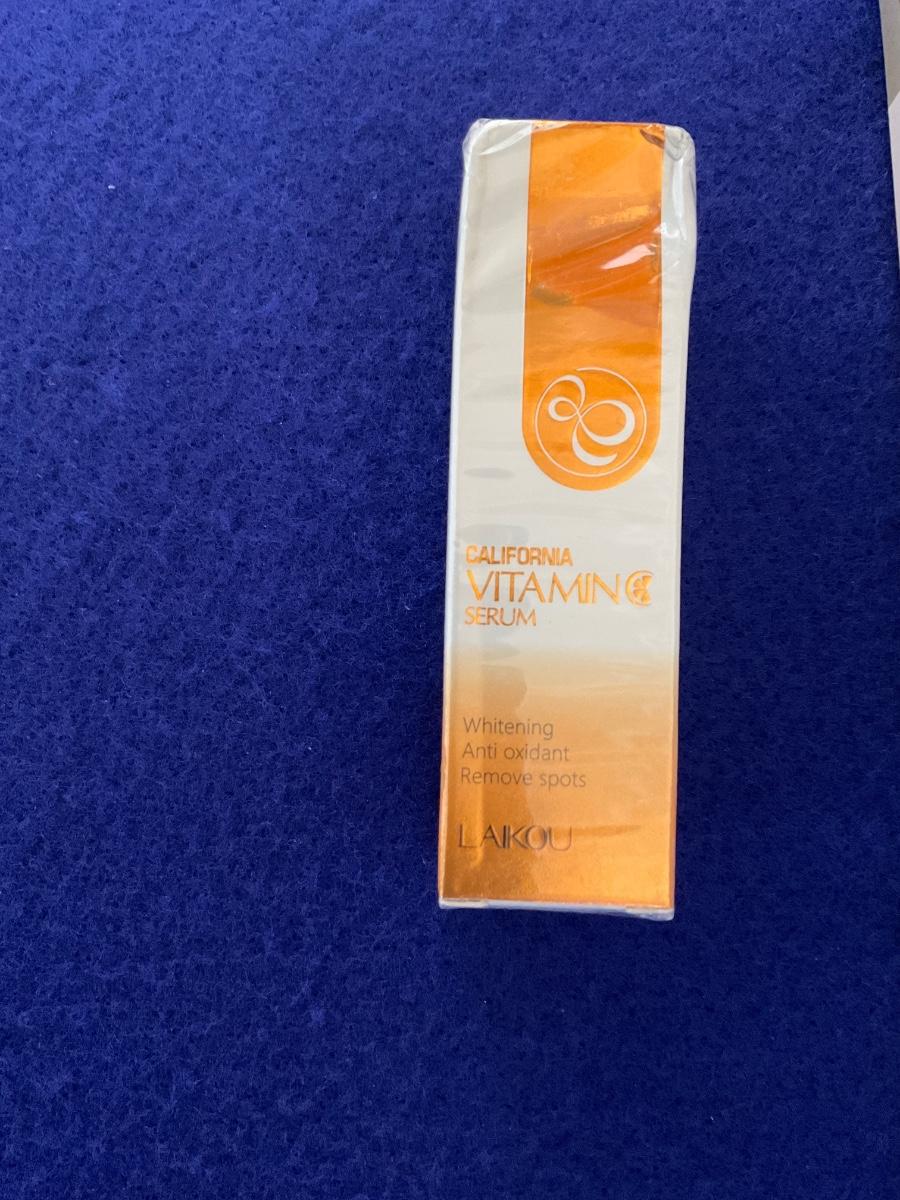 CALIFORNIA
VITAMIN C
SERUM
Whitening
Anti oxidant
Remove spots
LAIKOU